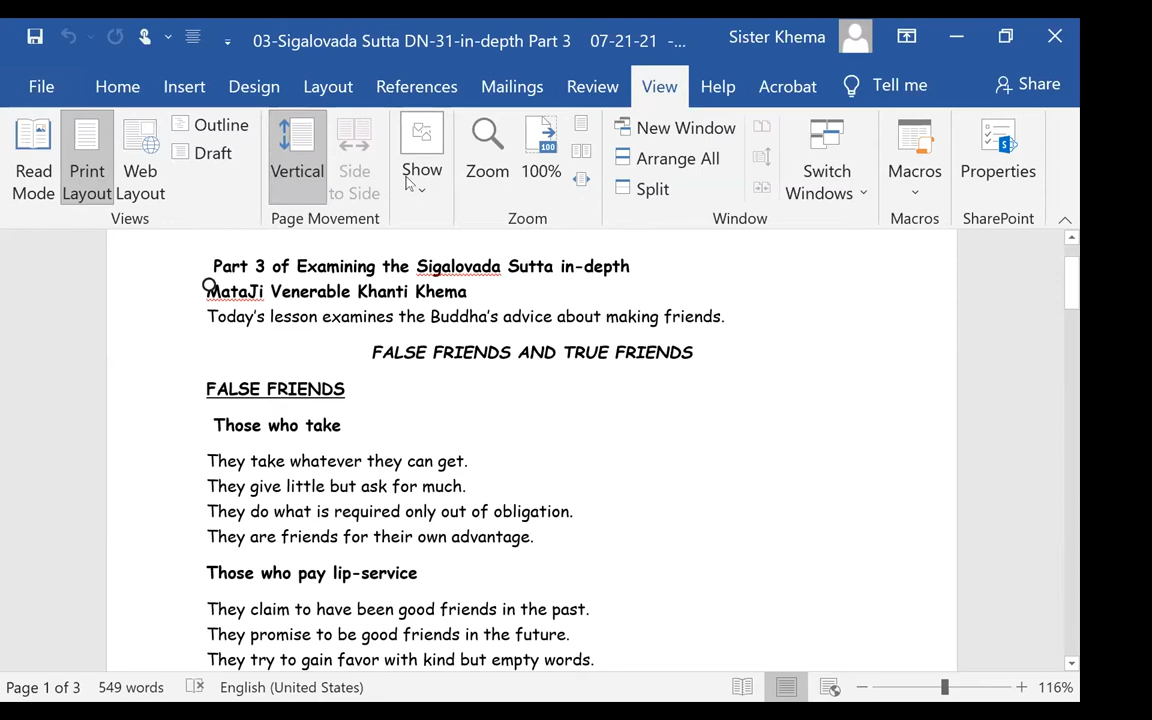 03-Sigalovada Sutta DN-31-in-depth Part 3 07-21-21 -...
Sister Khema
File Home Insert Draw Design Layout References Mailings Review View Help Acrobat Tell me Share
Read Mode
Print Layout
Web Layout
Outline
Draft
Views
Vertical
Side to Side
Page Movement
Show
Zoom
100
100%
Zoom
New Window
Arrange All
Split
Switch Windows
Window
Macros
Macros
Properties
SharePoint
Part 3 of Examining the Sigalovada Sutta in-depth
MataJi Venerable Khanti Khema
Today's lesson examines the Buddha's advice about making friends.
FALSE FRIENDS AND TRUE FRIENDS
FALSE FRIENDS
Those who take
They take whatever they can get.
They give little but ask for much.
They do what is required only out of obligation.
They are friends for their own advantage.
Those who pay lip-service
They claim to have been good friends in the past.
They promise to be good friends in the future.
They try to gain favor with kind but empty words.
Page 1 of 3 549 words English (United States) 116%